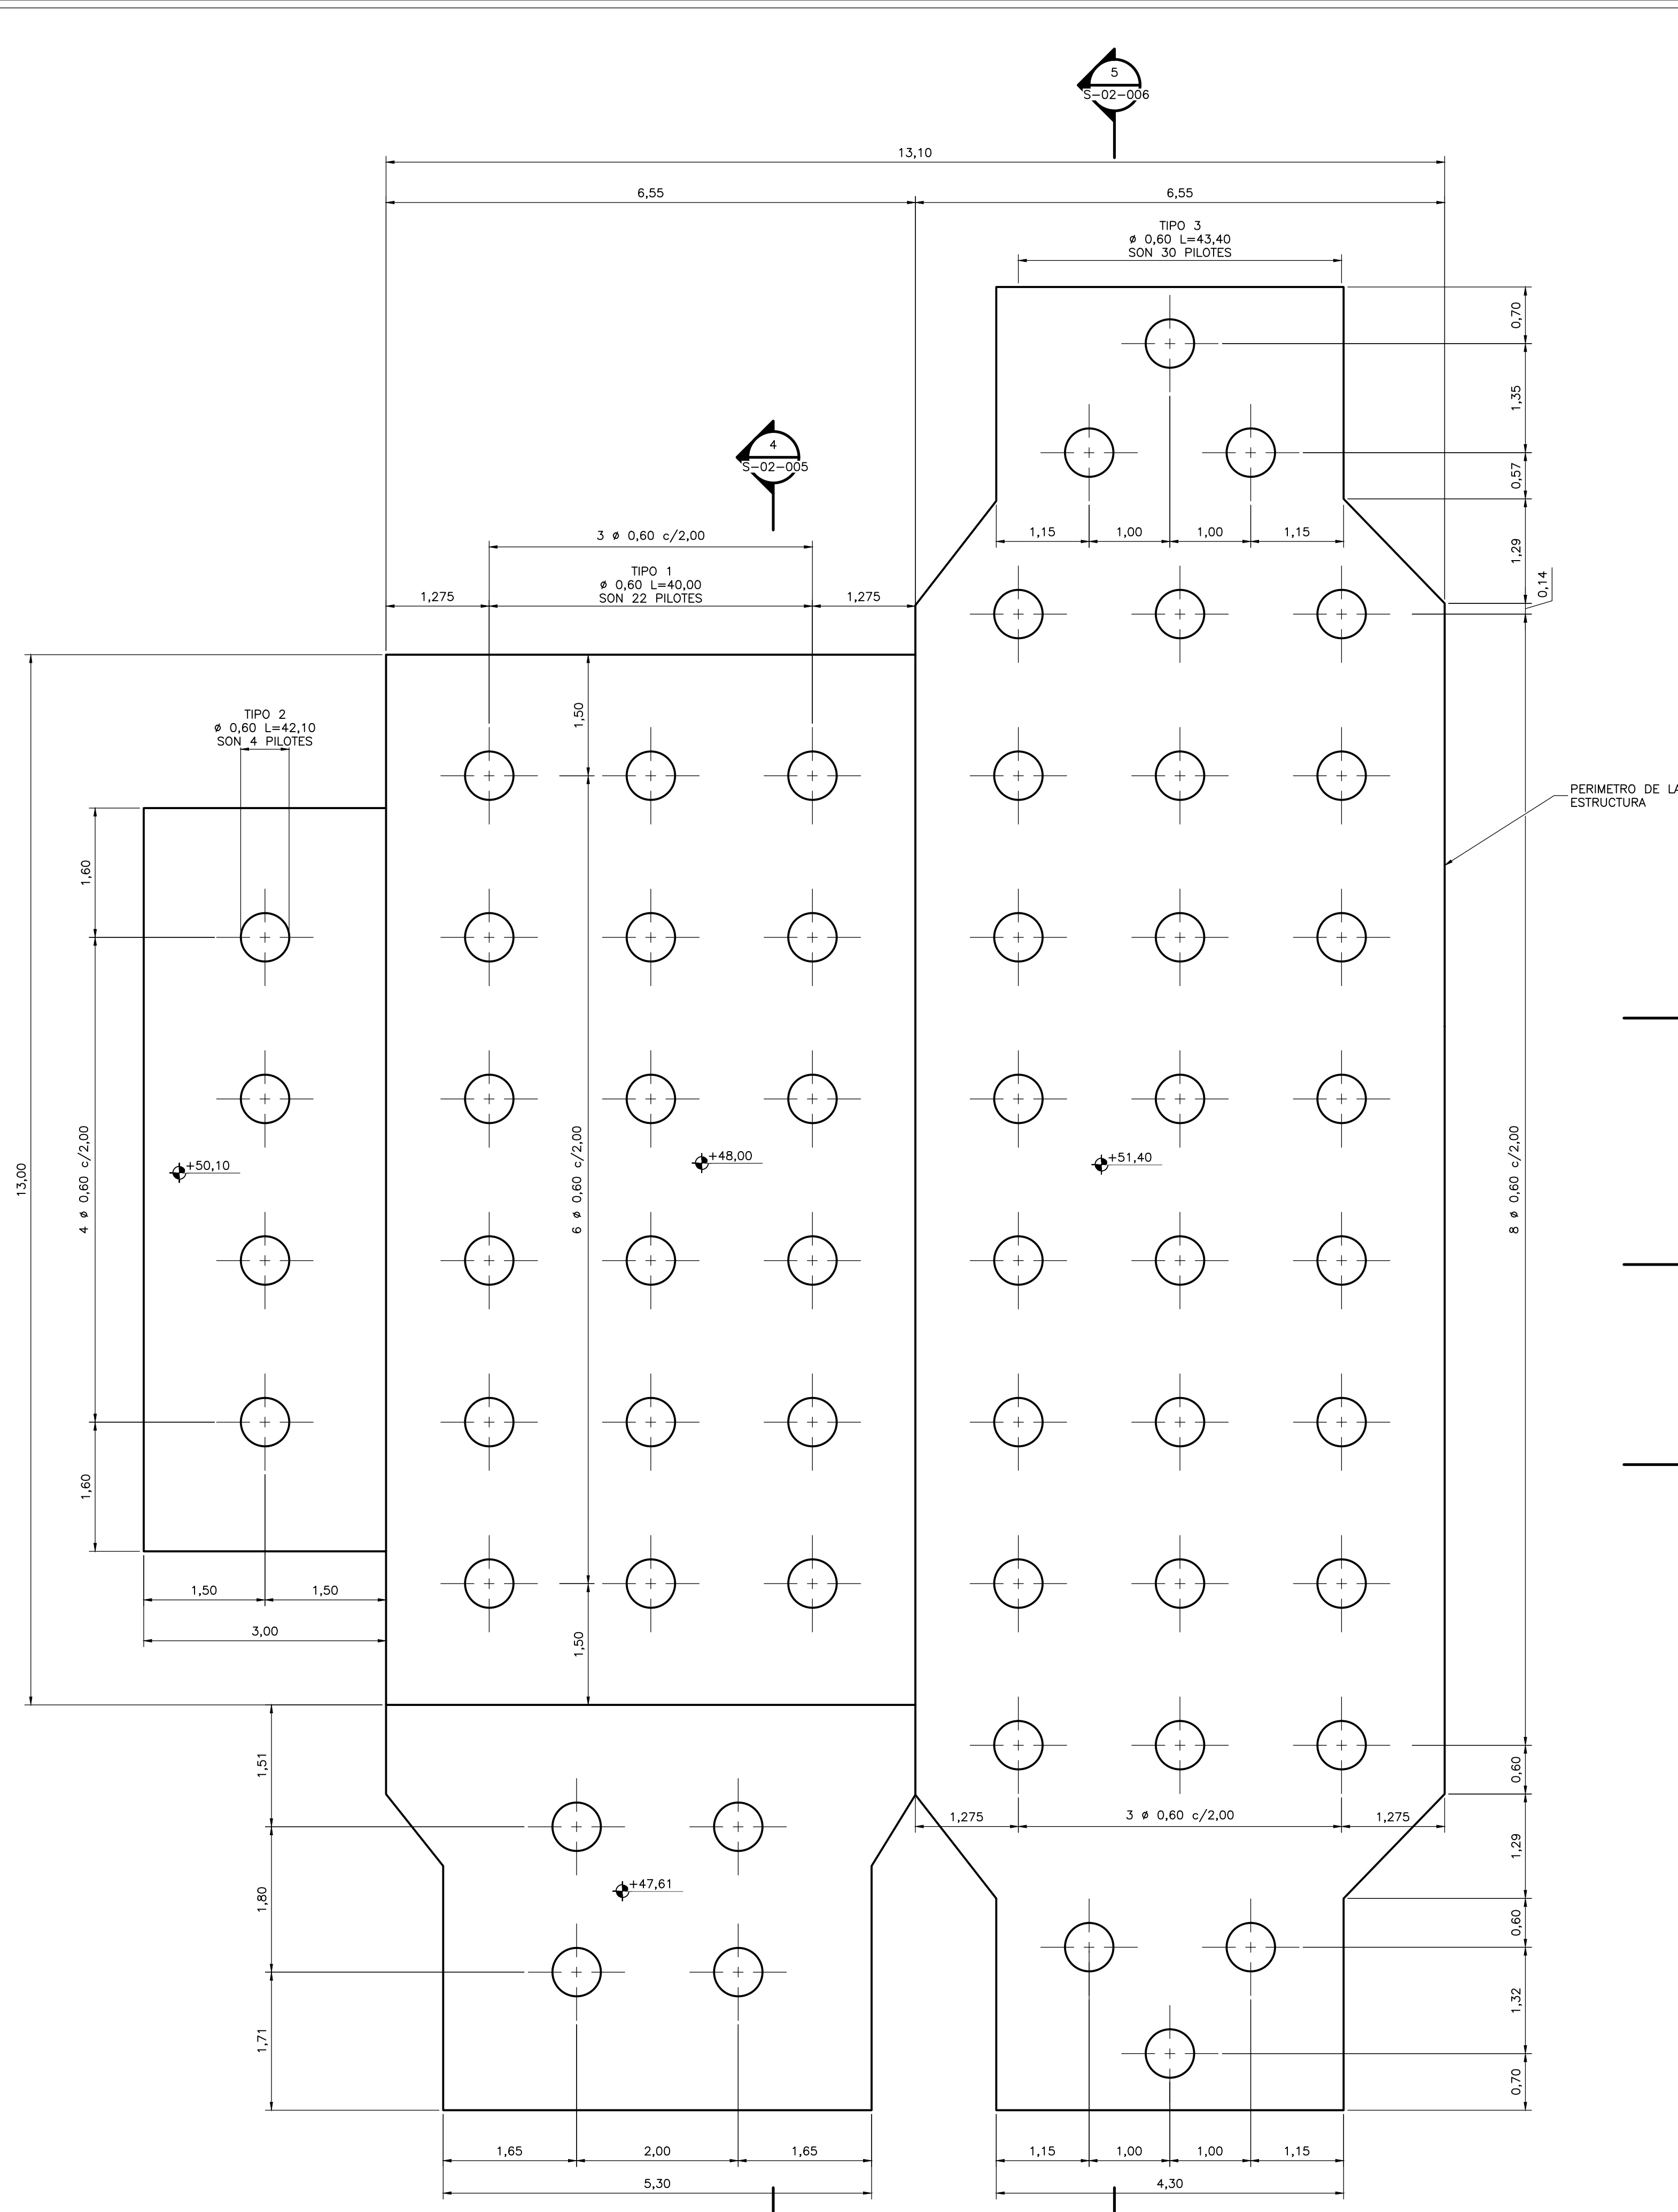 5
S-02-006
13,10
6,55
6,55
TIPO 3
ø 0,60 L=43,40
SON 30 PILOTES
0,70
1,35
4
S-02-005
0,57
3 ø 0,60 c/2,00
1,15
1,00
1,00
1,15
1,29
TIPO 1
ø 0,60 L=40,00
SON 22 PILOTES
1,275
1,275
0,14
1,50
TIPO 2
ø 0,60 L=42,10
SON 4 PILOTES
PERIMETRO DE LA
ESTRUCTURA
1,60
13,00
4 ø 0,60 c/2,00
+50,10
6 ø 0,60 c/2,00
+48,00
+51,40
8 ø 0,60 c/2,00
1,60
1,50
1,50
3,00
1,50
1,51
0,60
1,275
3 ø 0,60 c/2,00
1,275
1,29
1,80
+47,61
0,60
1,32
1,71
0,70
1,65
2,00
1,65
1,15
1,00
1,00
1,15
5,30
4,30